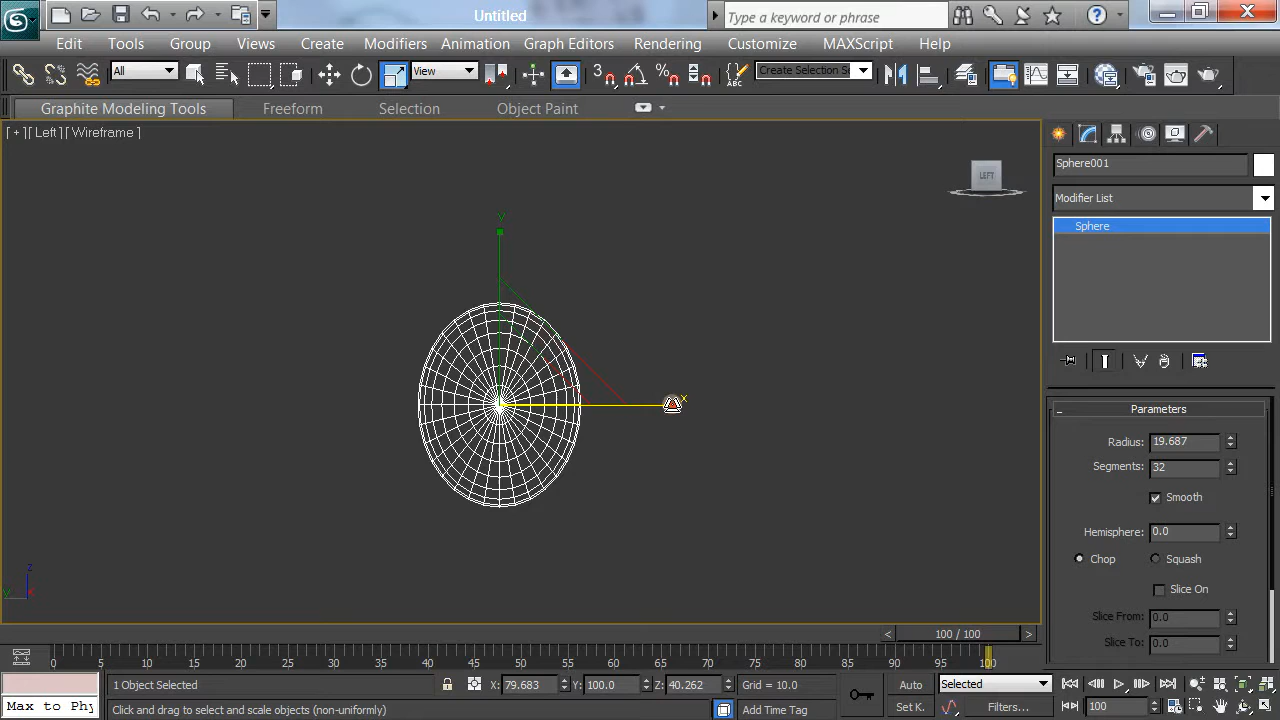 Untitled
Type a keyword or phrase
Edit Tools Group Views Create Modifiers Animation Graph Editors Rendering Customize MAXScript Help
All View 3 Create Selection Se
Graphite Modeling Tools Freeform Selection Object Paint
[ + ] [ Left ] [ Wireframe ]
LEFT
Sphere001
Modifier List
y
Sphere
x
Parameters
Radius: 19.687
Segments: 32
Smooth
Hemisphere: 0.0
Chop Squash
z
y x
Slice On
Slice From: 0.0
Slice To: 0.0
< 100 / 100 >
0 5 10 15 20 25 30 35 40 45 50 55 60 65 70 75 80 85 90 95 100
1 Object Selected X: 79.683 Y: 100.0 Z: 40.262 Grid = 10.0 Auto Selected
Max to Phy Click and drag to select and scale objects (non-uniformly) Add Time Tag Set K. Filters... 100